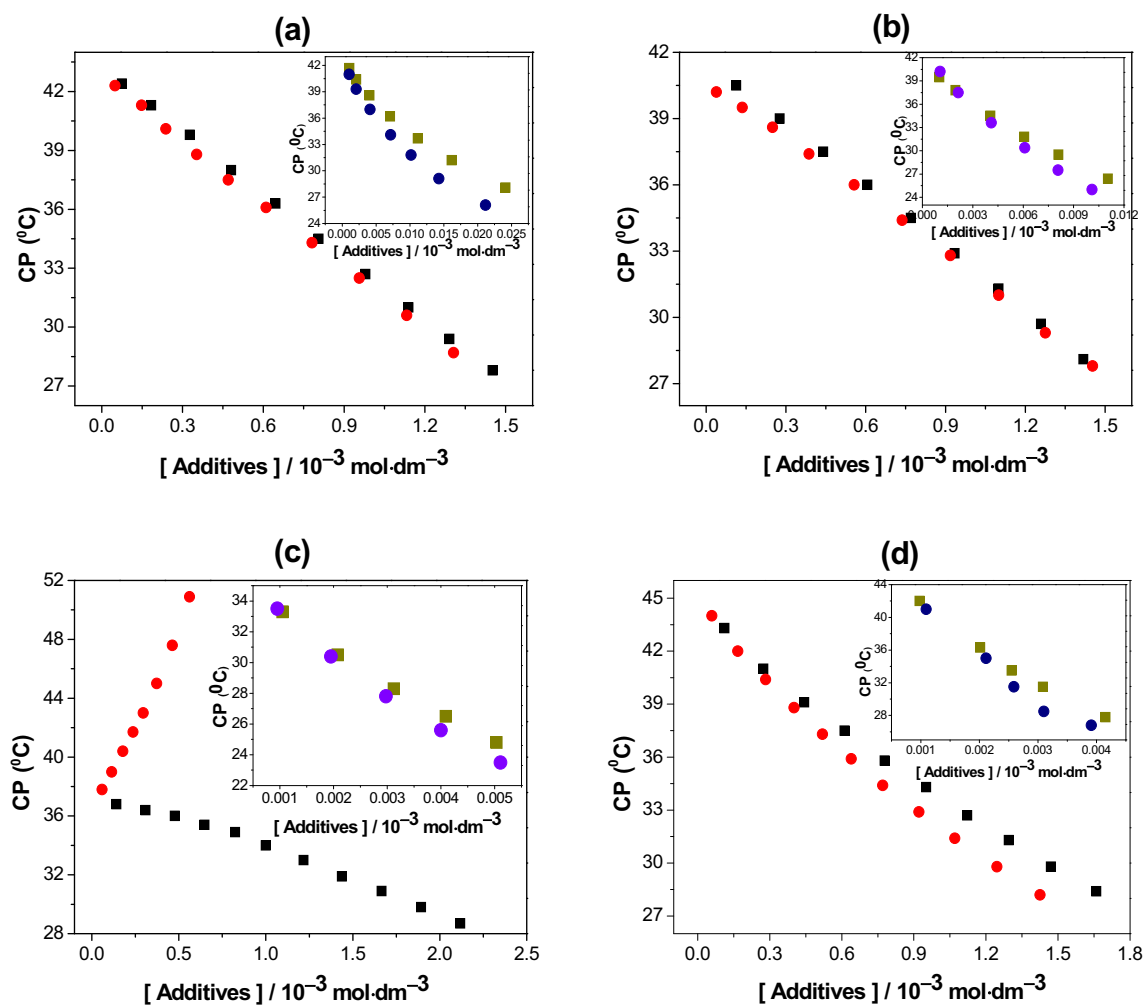 (a)
CP (⁰C)
42
39
36
33
30
27
0.0 0.3 0.6 0.9 1.2 1.5
[ Additives ] / 10⁻³ mol·dm⁻³
CP (⁰C)
42
39
36
33
30
27
24
0.000 0.005 0.010 0.015 0.020 0.025
[ Additives ] / 10⁻³ mol·dm⁻³
(b)
CP (⁰C)
42
39
36
33
30
27
0.0 0.3 0.6 0.9 1.2 1.5
[ Additives ] / 10⁻³ mol·dm⁻³
CP (⁰C)
42
39
36
33
30
27
24
0.000 0.003 0.006 0.009 0.012
[ Additives ] / 10⁻³ mol·dm⁻³
(c)
CP (⁰C)
52
48
44
40
36
32
28
0.0 0.5 1.0 1.5 2.0 2.5
[ Additives ] / 10⁻³ mol·dm⁻³
CP (⁰C)
34
32
30
28
26
24
22
0.001 0.002 0.003 0.004 0.005
[ Additives ] / 10⁻³ mol·dm⁻³
(d)
CP (⁰C)
45
42
39
36
33
30
27
0.0 0.3 0.6 0.9 1.2 1.5 1.8
[ Additives ] / 10⁻³ mol·dm⁻³
CP (⁰C)
44
40
36
32
28
0.001 0.002 0.003 0.004
[ Additives ] / 10⁻³ mol·dm⁻³